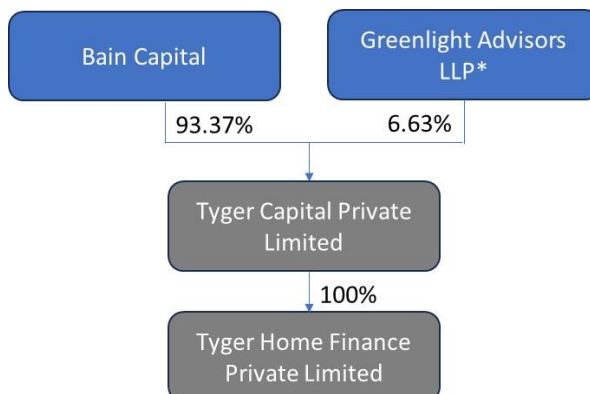 Bain Capital
Greenlight Advisors
LLP*
93.37%
6.63%
Tyger Capital Private
Limited
100%
Tyger Home Finance
Private Limited